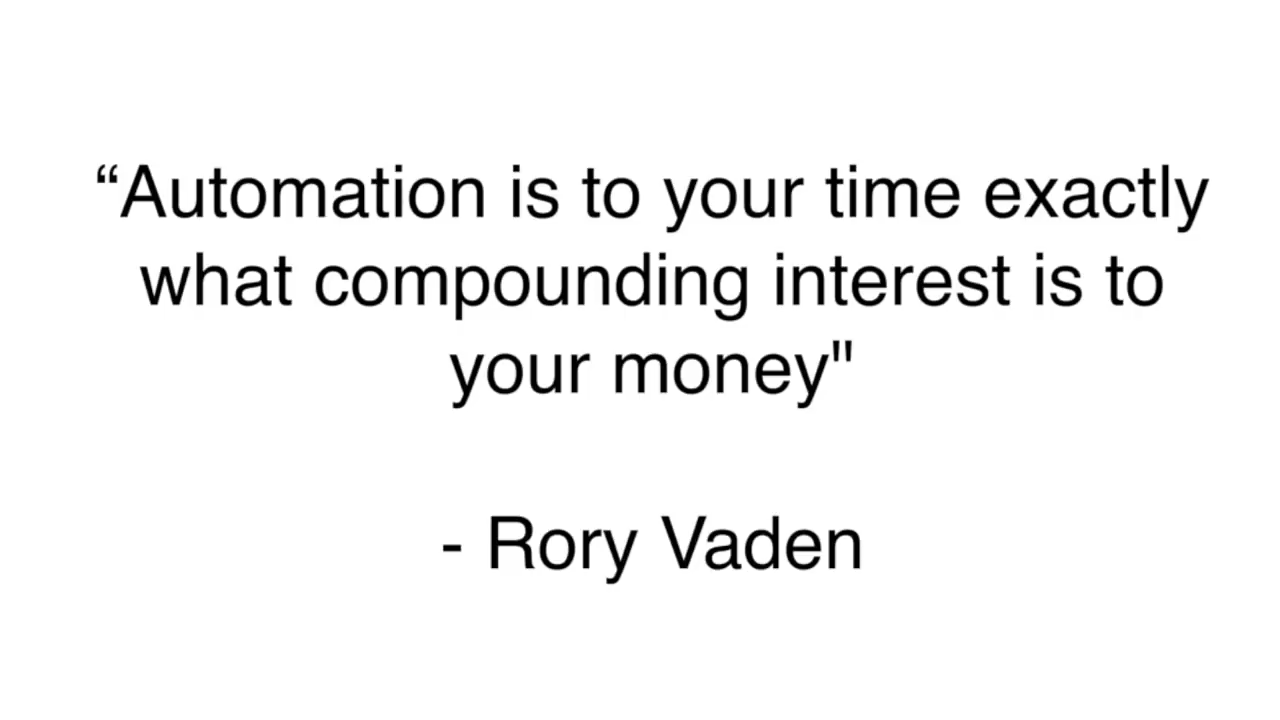 “Automation is to your time exactly
what compounding interest is to
your money"
- Rory Vaden